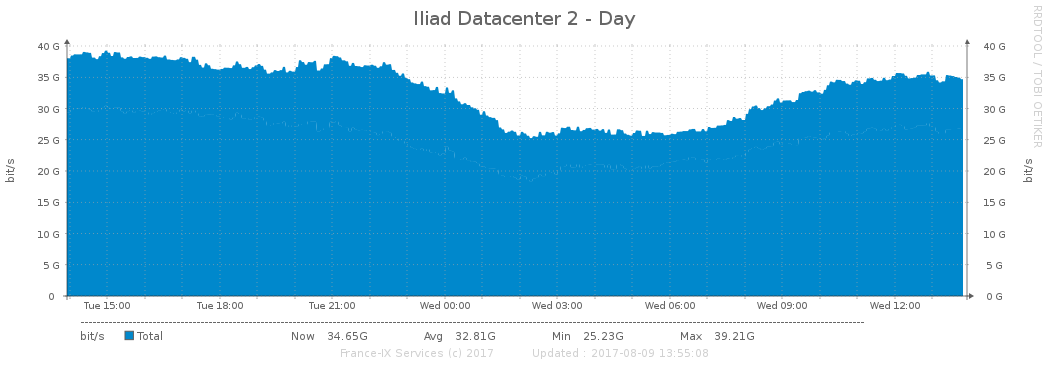 Iliad Datacenter 2 - Day
RRDTOOL / TOBI OETIKER
40 G 40 G
35 G 35 G
30 G 30 G
25 G 25 G
20 G 20 G
15 G 15 G
10 G 10 G
5 G 5 G
0 0 G
bit/s bit/s
Tue 15:00 Tue 18:00 Tue 21:00 Wed 00:00 Wed 03:00 Wed 06:00 Wed 09:00 Wed 12:00
bit/s Total Now 34.65G Avg 32.81G Min 25.23G Max 39.21G
France-IX Services (c) 2017 Updated : 2017-08-09 13:55:08